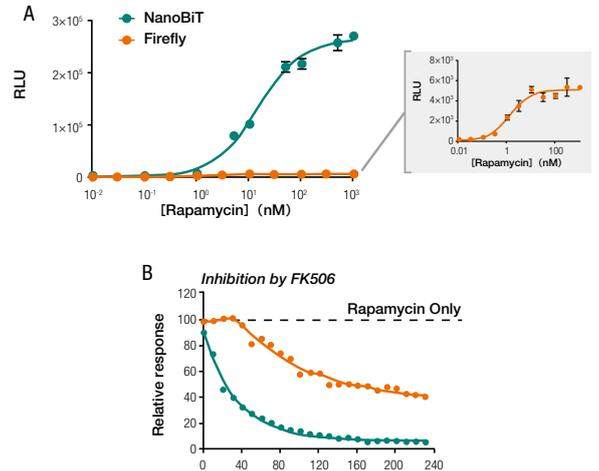 A
NanoBiT
Firefly
RLU
3×10⁵
2×10⁵
1×10⁵
0
10⁻² 10⁻¹ 10⁰ 10¹ 10² 10³
[Rapamycin] (nM)
RLU
8×10³
6×10³
4×10³
2×10³
0
0.01 1 100
[Rapamycin] (nM)
B
Inhibition by FK506
Rapamycin Only
Relative response
120
100
80
60
40
20
0
0 40 80 120 160 200 240